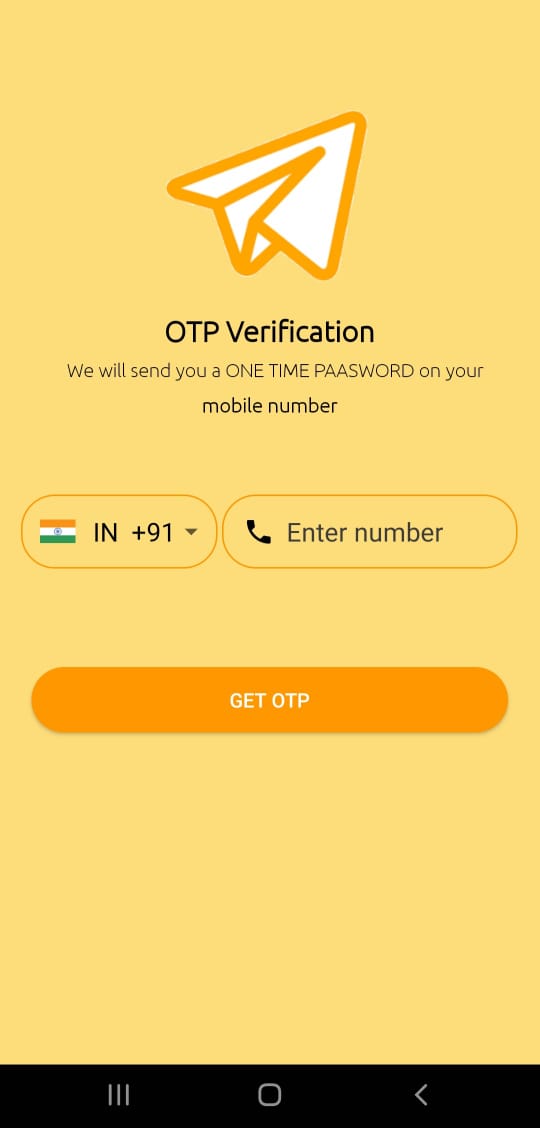 OTP Verification
We will send you a ONE TIME PAASWORD on your
mobile number
IN +91
Enter number
GET OTP